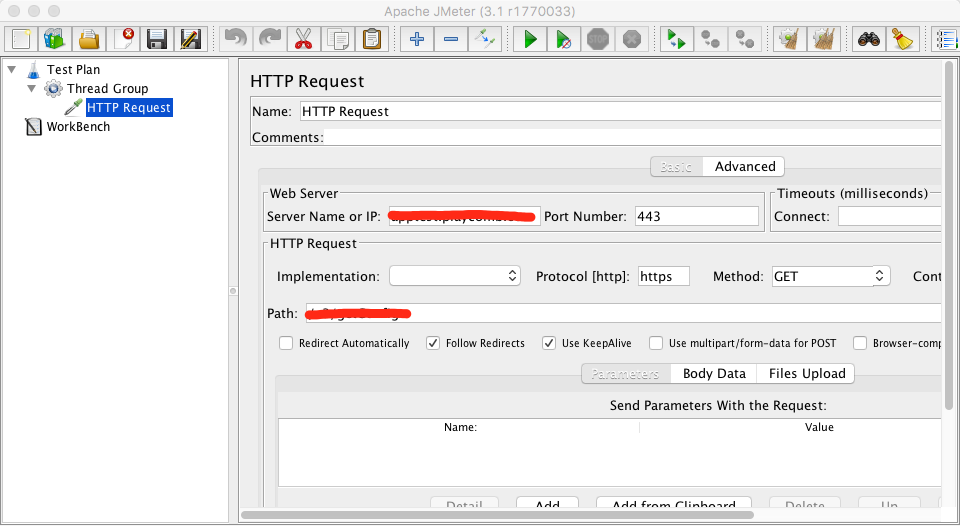 Apache JMeter (3.1 r1770033)
Test Plan
Thread Group
HTTP Request
WorkBench
HTTP Request
Name: HTTP Request
Comments:
Basic Advanced
Web Server
Server Name or IP: Port Number: 443
Timeouts (milliseconds)
Connect:
HTTP Request
Implementation: Protocol [http]: https Method: GET Cont
Path:
Redirect Automatically Follow Redirects Use KeepAlive Use multipart/form-data for POST Browser-comp
Parameters Body Data Files Upload
Send Parameters With the Request:
Name: Value
Detail Add Add from Clipboard Delete Up